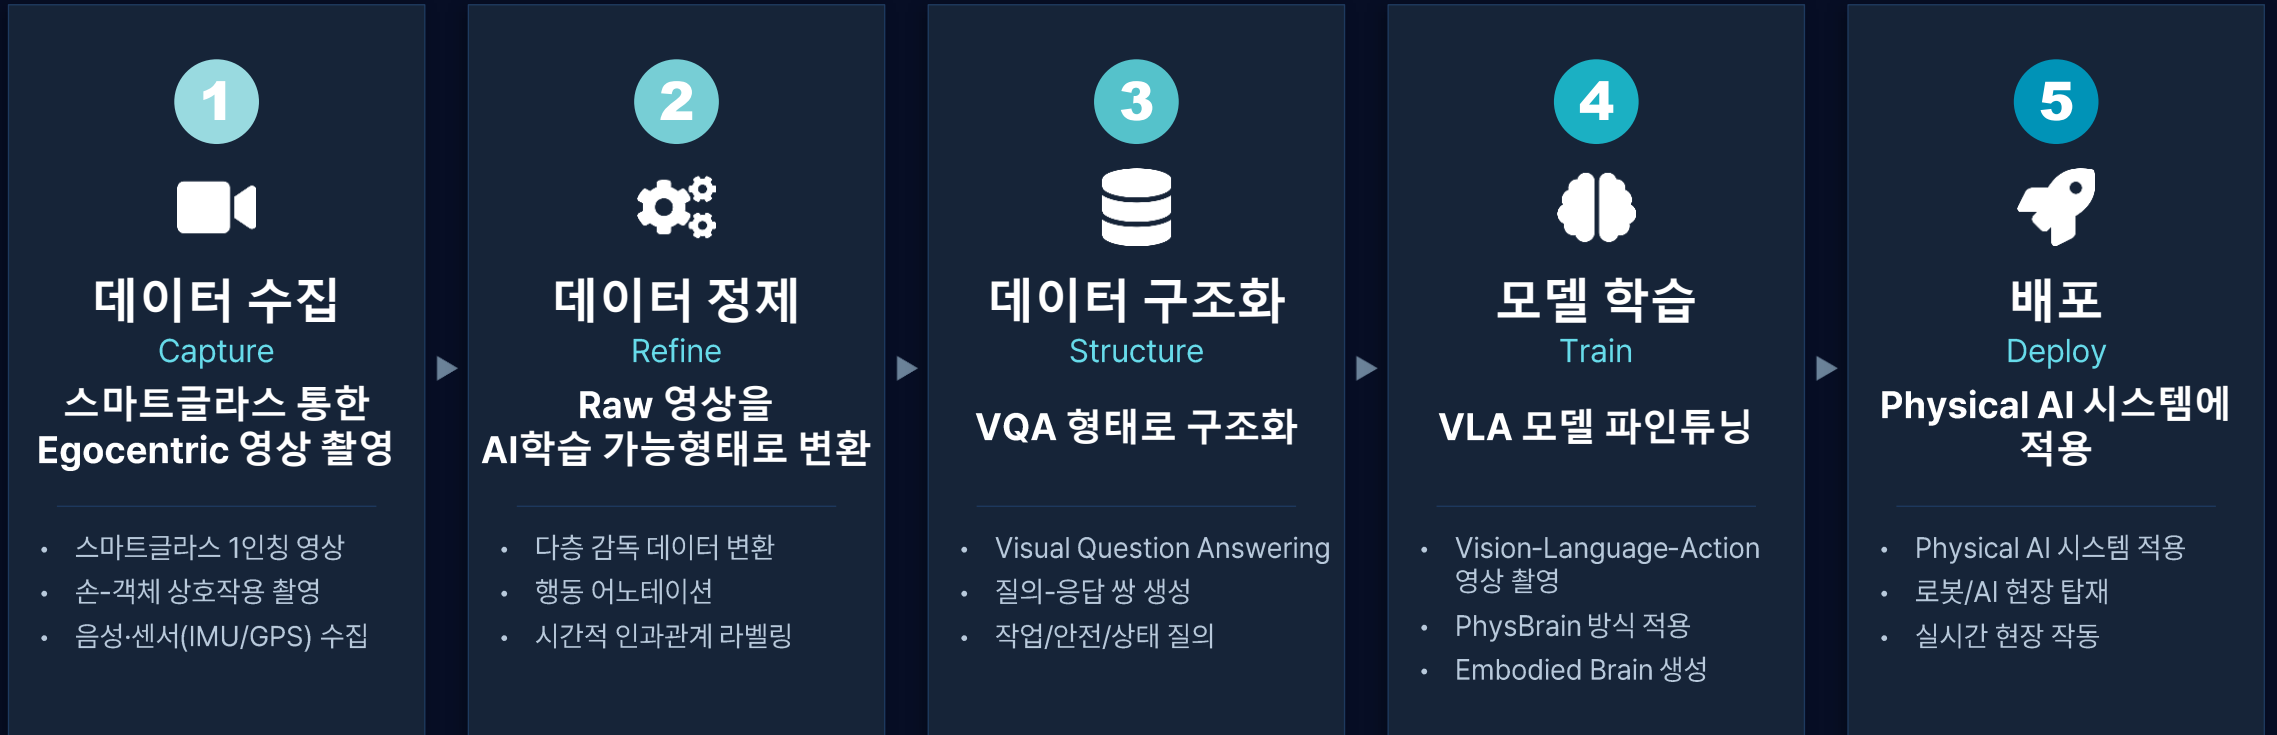 1
데이터 수집
Capture
스마트글라스 통한
Egocentric 영상 촬영
• 스마트글라스 1인칭 영상
• 손-객체 상호작용 촬영
• 음성·센서(IMU/GPS) 수집
2
데이터 정제
Refine
Raw 영상을
AI학습 가능형태로 변환
• 다층 감독 데이터 변환
• 행동 어노테이션
• 시간적 인과관계 라벨링
3
데이터 구조화
Structure
VQA 형태로 구조화
• Visual Question Answering
• 질의-응답 쌍 생성
• 작업/안전/상태 질의
4
모델 학습
Train
VLA 모델 파인튜닝
• Vision-Language-Action
영상 촬영
• PhysBrain 방식 적용
• Embodied Brain 생성
5
배포
Deploy
Physical AI 시스템에
적용
• Physical AI 시스템 적용
• 로봇/AI 현장 탑재
• 실시간 현장 작동